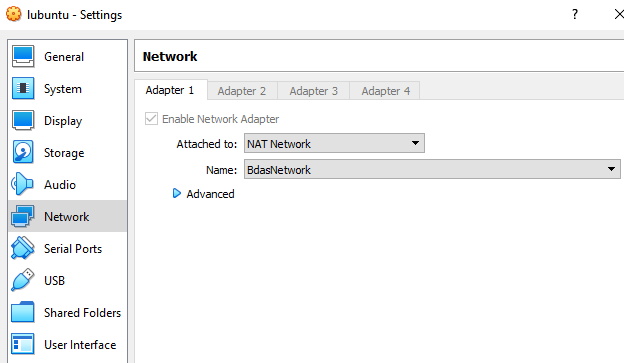 lubuntu - Settings
?
General
System
Display
Storage
Audio
Network
Serial Ports
USB
Shared Folders
User Interface
Network
Adapter 1 Adapter 2 Adapter 3 Adapter 4
Enable Network Adapter
Attached to: NAT Network
Name: BdasNetwork
Advanced